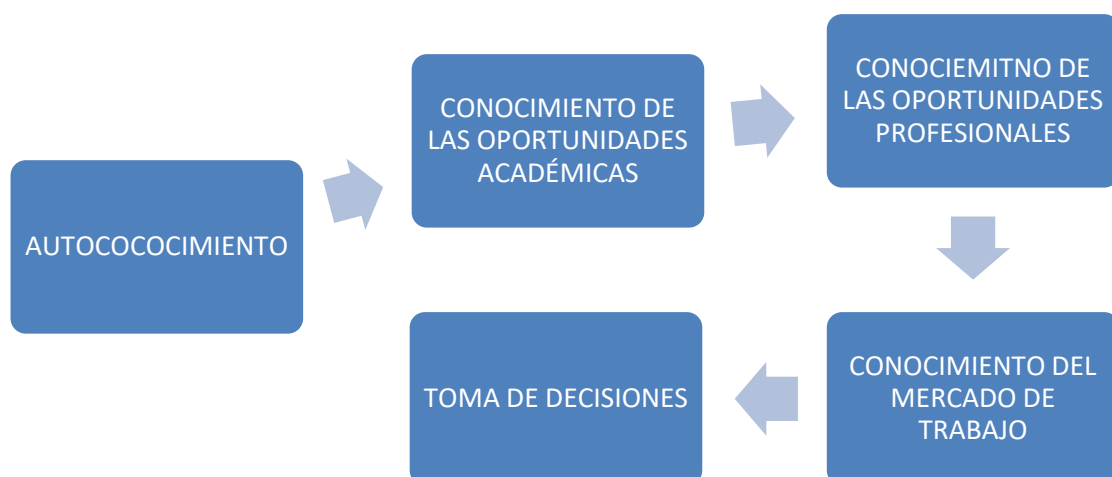 AUTOCOCOCIMIENTO
CONOCIMIENTO DE
LAS OPORTUNIDADES
ACADÉMICAS
CONOCIEMITNO DE
LAS OPORTUNIDADES
PROFESIONALES
CONOCIMIENTO DEL
MERCADO DE
TRABAJO
TOMA DE DECISIONES